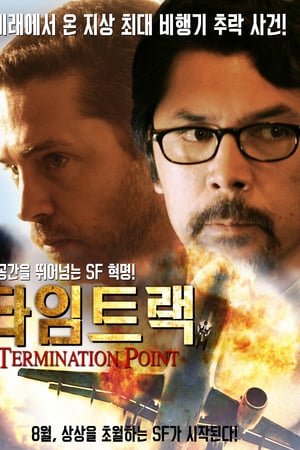 미래에서 온 지상 최대 비행기 추락 사건!
공간을 뛰어넘는 SF 혁명!
타임트랙
TERMINATION POINT
8월, 상상을 초월하는 SF가 시작된다!